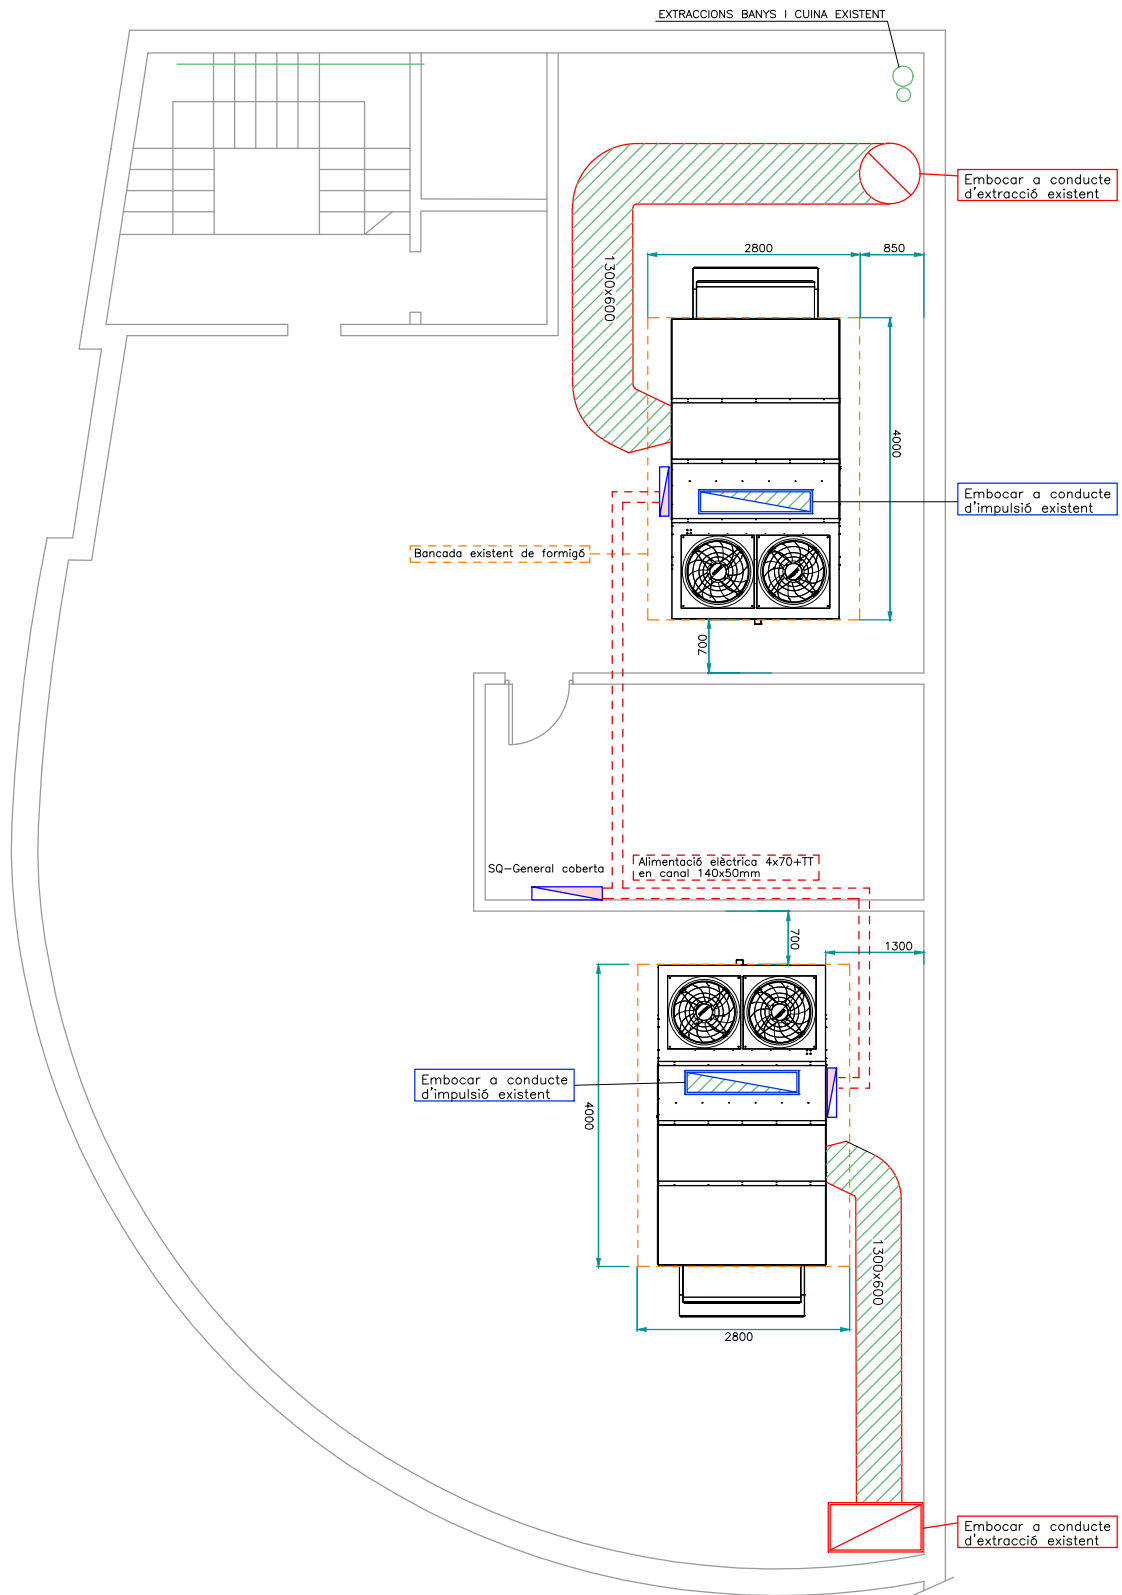 EXTRACCIONS BANYS I CUINA EXISTENT
Embocar a conducte
d'extracció existent
2800
850
1300x600
4000
Embocar a conducte
d'impulsió existent
Bancada existent de formigó
700
SQ-General coberta
Alimentació elèctrica 4x70+TT
en canal 140x50mm
700
1300
Embocar a conducte
d'impulsió existent
4000
1300x600
2800
Embocar a conducte
d'extracció existent